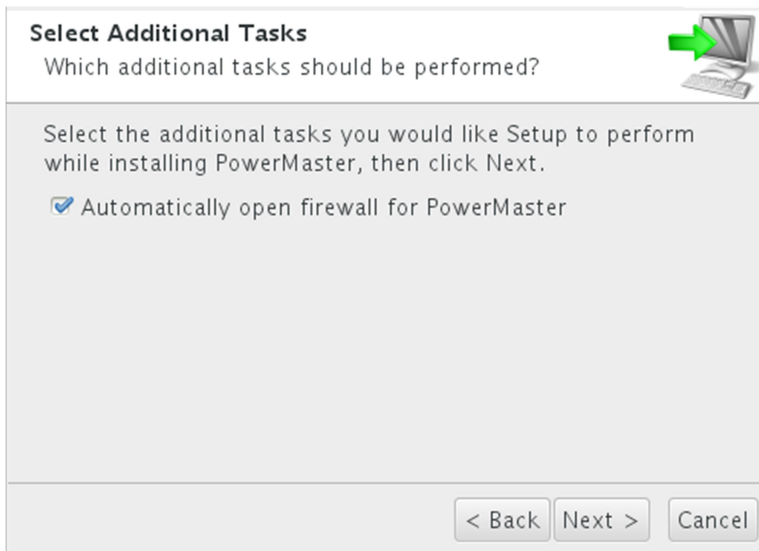 Select Additional Tasks
Which additional tasks should be performed?
Select the additional tasks you would like Setup to perform
while installing PowerMaster, then click Next.
Automatically open firewall for PowerMaster
< Back Next > Cancel